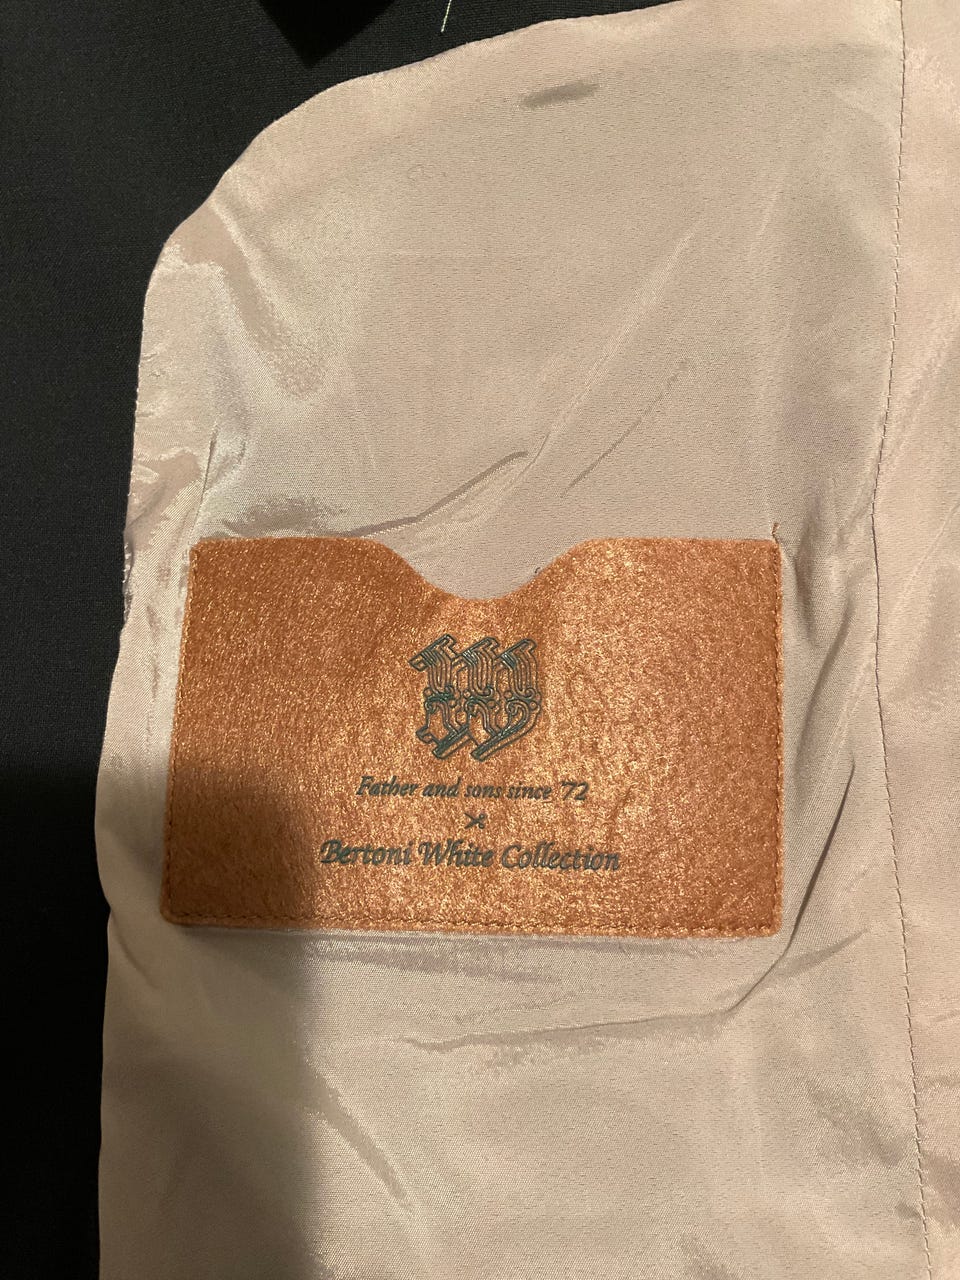 Father and sons since '72
Bertoni White Collection